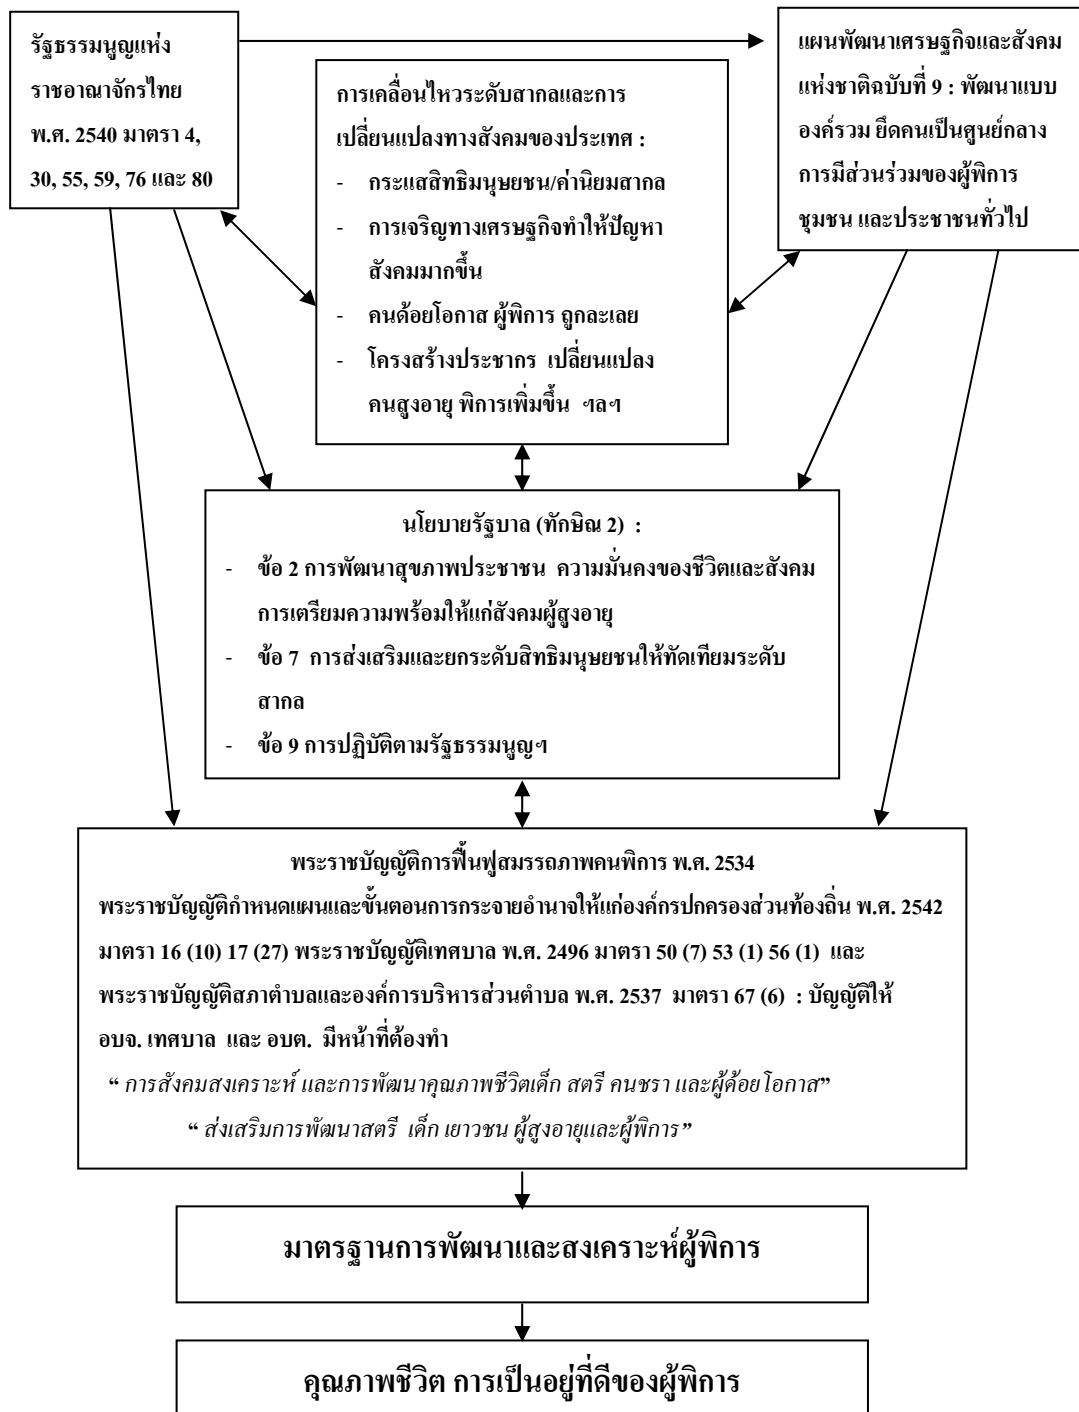 รัฐธรรมนูญแห่ง
ราชอาณาจักรไทย
พ.ศ. 2540 มาตรา 4,
30, 55, 59, 76 และ 80
การเคลื่อนไหวระดับสากลและการ
เปลี่ยนแปลงทางสังคมของประเทศ :
- กระแสสิทธิมนุษยชน/ค่านิยมสากล
- การเจริญทางเศรษฐกิจทำให้ปัญหา
สังคมมากขึ้น
- คนด้อยโอกาส ผู้พิการ ถูกละเลย
- โครงสร้างประชากร เปลี่ยนแปลง
คนสูงอายุ พิการเพิ่มขึ้น ฯลฯ
แผนพัฒนาเศรษฐกิจและสังคม
แห่งชาติฉบับที่ 9 : พัฒนาแบบ
องค์รวม ยึดคนเป็นศูนย์กลาง
การมีส่วนร่วมของผู้พิการ
ชุมชน และประชาชนทั่วไป
นโยบายรัฐบาล (ทักษิณ 2) :
- ข้อ 2 การพัฒนาสุขภาพประชาชน ความมั่นคงของชีวิตและสังคม
การเตรียมความพร้อมให้แก่สังคมผู้สูงอายุ
- ข้อ 7 การส่งเสริมและยกระดับสิทธิมนุษยชนให้ทัดเทียมระดับ
สากล
- ข้อ 9 การปฏิบัติตามรัฐธรรมนูญฯ
พระราชบัญญัติการฟื้นฟูสมรรถภาพคนพิการ พ.ศ. 2534
พระราชบัญญัติกำหนดแผนและขั้นตอนการกระจายอำนาจให้แก่องค์กรปกครองส่วนท้องถิ่น พ.ศ. 2542
มาตรา 16 (10) 17 (27) พระราชบัญญัติเทศบาล พ.ศ. 2496 มาตรา 50 (7) 53 (1) 56 (1) และ
พระราชบัญญัติสภาตำบลและองค์การบริหารส่วนตำบล พ.ศ. 2537 มาตรา 67 (6) : บัญญัติให้
อบจ. เทศบาล และ อบต. มีหน้าที่ต้องทำ
“ การสังคมสงเคราะห์ และการพัฒนาคุณภาพชีวิตเด็ก สตรี คนชรา และผู้ด้อยโอกาส”
“ ส่งเสริมการพัฒนาสตรี เด็ก เยาวชน ผู้สูงอายุและผู้พิการ”
มาตรฐานการพัฒนาและสงเคราะห์ผู้พิการ
คุณภาพชีวิต การเป็นอยู่ที่ดีของผู้พิการ